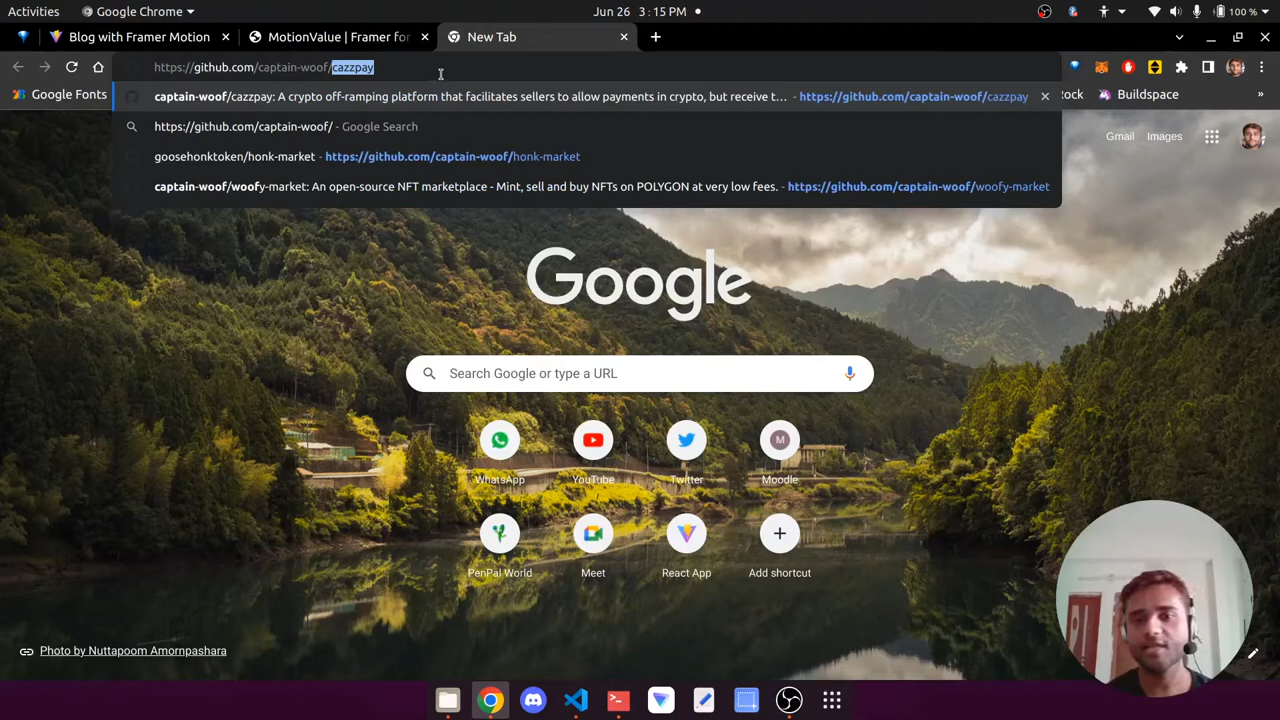 Activities
Google Chrome
Jun 26 3:15 PM
100 %
Blog with Framer Motion
MotionValue | Framer for
New Tab
https://github.com/captain-woof/cazzpay
Google Fonts
captain-woof/cazzpay: A crypto off-ramping platform that facilitates sellers to allow payments in crypto, but receive t... - https://github.com/captain-woof/cazzpay
Rock
Buildspace
»
https://github.com/captain-woof/ - Google Search
Gmail
Images
goosehonktoken/honk-market - https://github.com/captain-woof/honk-market
captain-woof/woofy-market: An open-source NFT marketplace - Mint, sell and buy NFTs on POLYGON at very low fees. - https://github.com/captain-woof/woofy-market
Google
Search Google or type a URL
M
WhatsApp
YouTube
Twitter
Moodle
PenPal World
Meet
React App
Add shortcut
Photo by Nuttapoom Amornpashara